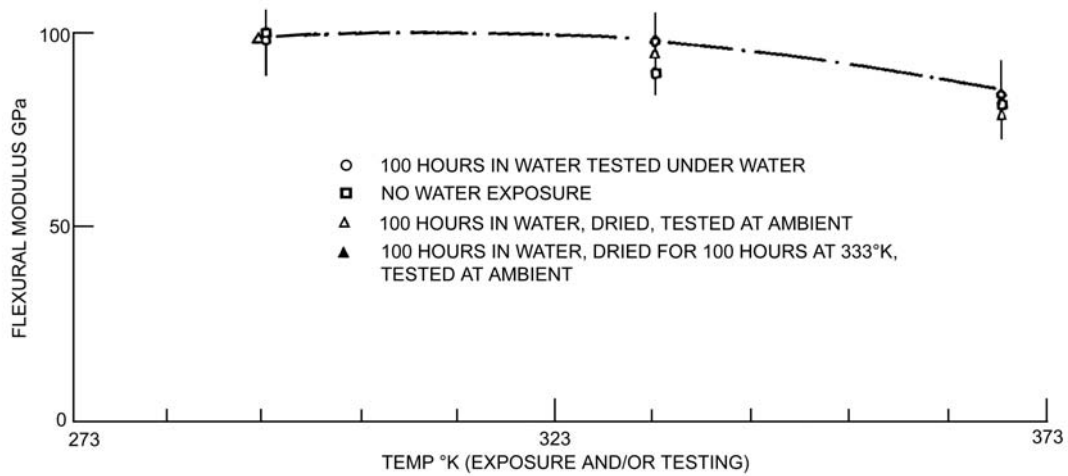 100
FLEXURAL MODULUS GPa
100 HOURS IN WATER TESTED UNDER WATER
NO WATER EXPOSURE
50
100 HOURS IN WATER, DRIED, TESTED AT AMBIENT
100 HOURS IN WATER, DRIED FOR 100 HOURS AT 333°K,
TESTED AT AMBIENT
0
273
323
373
TEMP °K (EXPOSURE AND/OR TESTING)